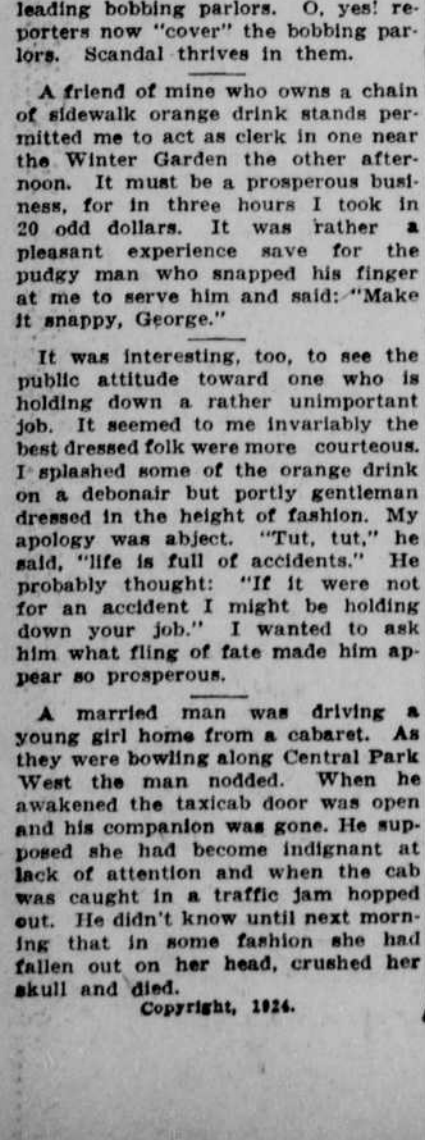 leading bobbing parlors. O, yes! re-
porters now "cover" the bobbing par-
lors. Scandal thrives in them.
A friend of mine who owns a chain
of sidewalk orange drink stands per-
mitted me to act as clerk in one near
the Winter Garden the other after-
noon. It must be a prosperous busi-
ness, for in three hours I took in
20 odd dollars. It was rather a
pleasant experience save for the
pudgy man who snapped his finger
at me to serve him and said: "Make
it snappy, George."
It was interesting, too, to see the
public attitude toward one who is
holding down a rather unimportant
job. It seemed to me invariably the
best dressed folk were more courteous.
I splashed some of the orange drink
on a debonair but portly gentleman
dressed in the height of fashion. My
apology was abject. "Tut, tut," he
said, "life is full of accidents." He
probably thought: "If it were not
for an accident I might be holding
down your job." I wanted to ask
him what fling of fate made him ap-
pear so prosperous.
A married man was driving a
young girl home from a cabaret. As
they were bowling along Central Park
West the man nodded. When he
awakened the taxicab door was open
and his companion was gone. He sup-
posed she had become indignant at
lack of attention and when the cab
was caught in a traffic jam hopped
out. He didn't know until next morn-
ing that in some fashion she had
fallen out on her head, crushed her
skull and died.
Copyright, 1924.